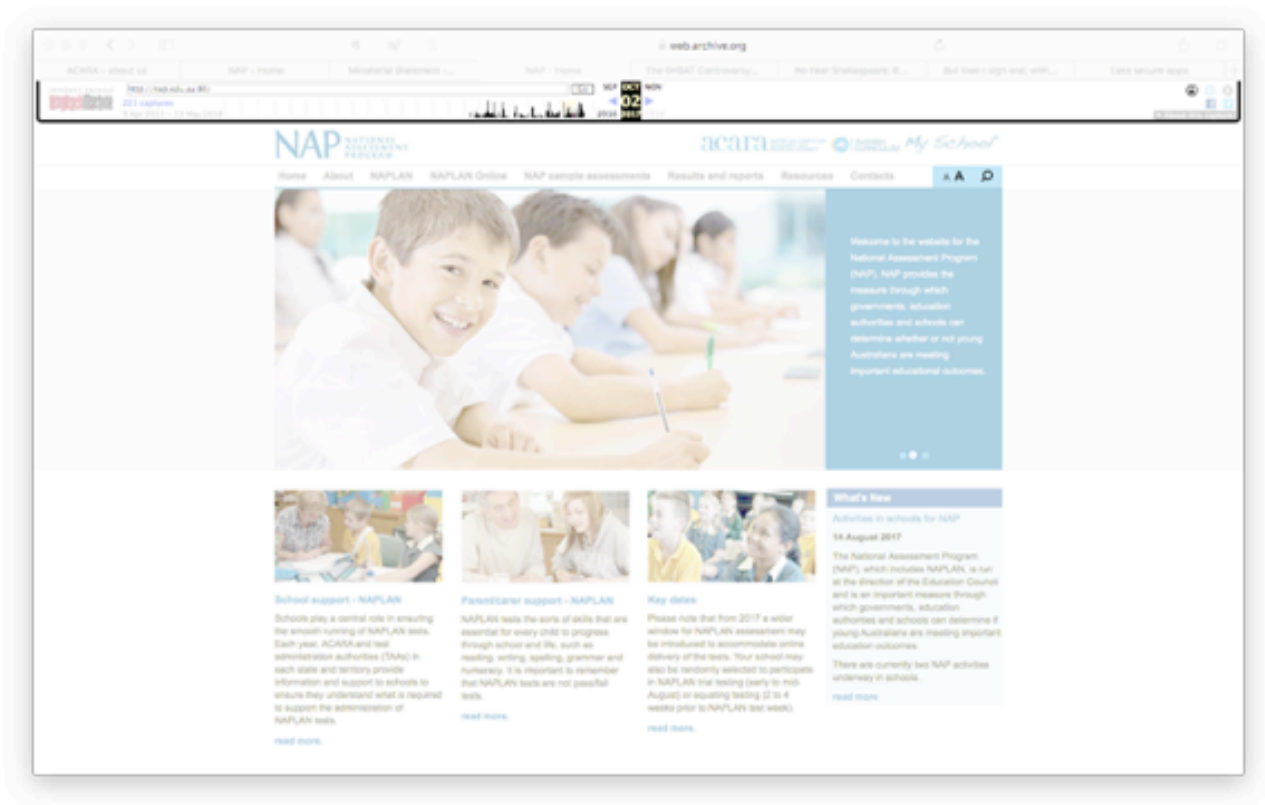 web.archive.org
ACARA - about us
NAP - Home
NAP - Home
The SHSAT Controversy...
No Fear Shakespeare: R...
But then I sign and, with...
Less secure apps
http://nap.edu.au:80/
Go
SEP OCT NOV
221 captures
02
2016 2017
NAP NATIONAL ASSESSMENT PROGRAM
acara
My School
Home About NAPLAN NAPLAN Online NAP sample assessments Results and reports Resources Contacts
A A
Welcome to the website for the
National Assessment Program
(NAP). NAP provides the
measure through which
governments, education
authorities and schools can
determine whether or not young
Australians are meeting
important educational outcomes.
School support - NAPLAN
Schools play a central role in ensuring
the smooth running of NAPLAN tests.
Each year, ACARA and test
administration authorities (TAAs) in
each state and territory provide
information and support to schools to
ensure they understand what is required
to support the administration of
NAPLAN tests.
read more.
Parent/carer support - NAPLAN
NAPLAN tests the sorts of skills that are
essential for every child to progress
through school and life, such as
reading, writing, spelling, grammar and
numeracy. It is important to remember
that NAPLAN tests are not pass/fail
tests.
read more.
Key dates
Please note that from 2017 a wider
window for NAPLAN assessment may
be introduced to accommodate online
delivery of the tests. Your school may
also be randomly selected to participate
in NAPLAN trial testing (early to mid-
August) or equating testing (2 to 4
weeks prior to NAPLAN test week).
read more.
What's New
Activities in schools for NAP
14 August 2017
The National Assessment Program
(NAP), which includes NAPLAN, is run
at the direction of the Education Council
and is an important measure through
which governments, education
authorities and schools can determine if
young Australians are meeting important
education outcomes.
There are currently two NAP activities
underway in schools.
read more